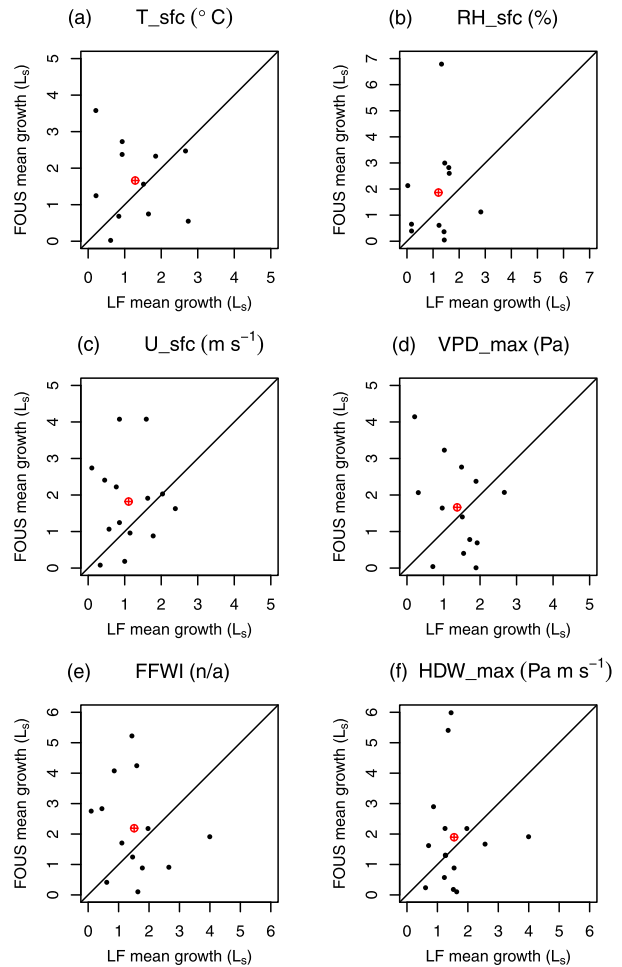 (a) T_sfc (° C)
FOUS mean growth (Ls)
5
4
3
2
1
0
0 1 2 3 4 5
LF mean growth (Ls)
(b) RH_sfc (%)
FOUS mean growth (Ls)
7
6
5
4
3
2
1
0
0 1 2 3 4 5 6 7
LF mean growth (Ls)
(c) U_sfc (m s⁻¹)
FOUS mean growth (Ls)
5
4
3
2
1
0
0 1 2 3 4 5
LF mean growth (Ls)
(d) VPD_max (Pa)
FOUS mean growth (Ls)
5
4
3
2
1
0
0 1 2 3 4 5
LF mean growth (Ls)
(e) FFWI (n/a)
FOUS mean growth (Ls)
6
5
4
3
2
1
0
0 1 2 3 4 5 6
LF mean growth (Ls)
(f) HDW_max (Pa m s⁻¹)
FOUS mean growth (Ls)
6
5
4
3
2
1
0
0 1 2 3 4 5 6
LF mean growth (Ls)